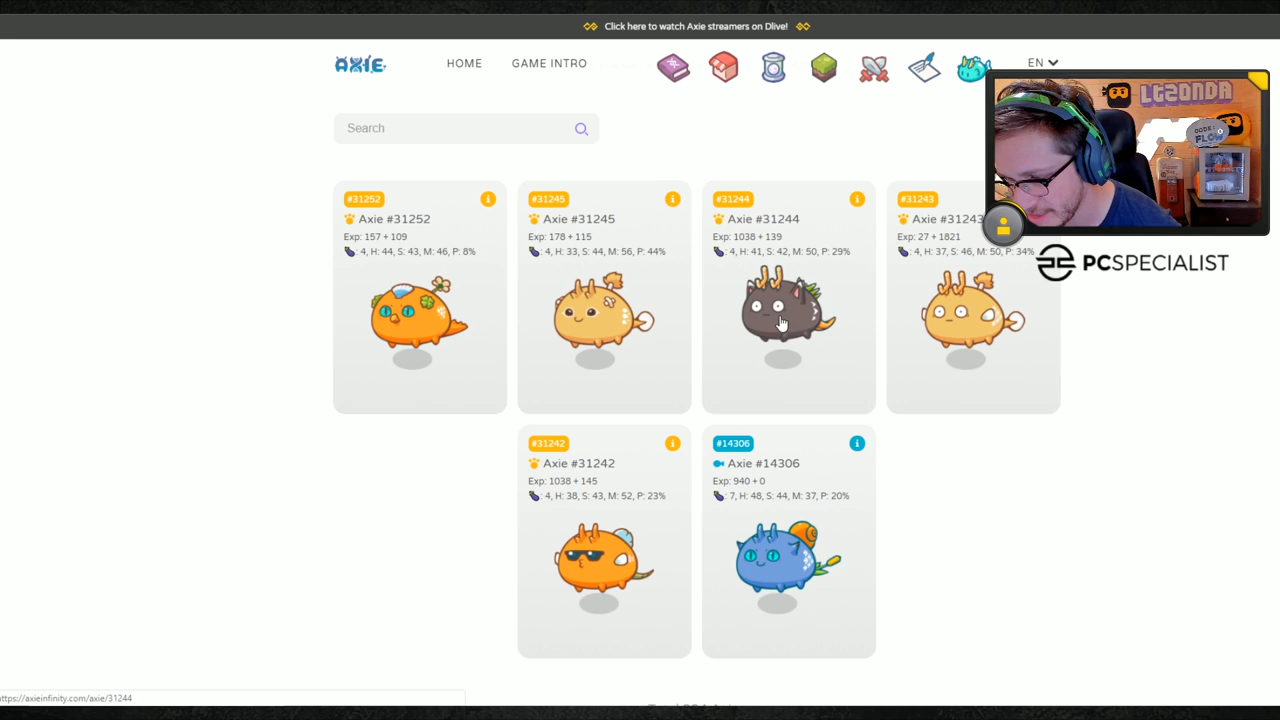 Click here to watch Axie streamers on Dlive!
AXIE
HOME
GAME INTRO
EN
LTZONDA
CODE:
FLOW
Search
PCSPECIALIST
#31252
Axie #31252
Exp: 157 + 109
: 4, H: 44, S: 43, M: 46, P: 8%
#31245
Axie #31245
Exp: 178 + 115
: 4, H: 33, S: 44, M: 56, P: 44%
#31244
Axie #31244
Exp: 1038 + 139
: 4, H: 41, S: 42, M: 50, P: 29%
#31243
Axie #31243
Exp: 27 + 1821
: 4, H: 37, S: 46, M: 50, P: 34%
#31242
Axie #31242
Exp: 1038 + 145
: 4, H: 38, S: 43, M: 52, P: 23%
#14306
Axie #14306
Exp: 940 + 0
: 7, H: 48, S: 44, M: 37, P: 20%
https://axieinfinity.com/axie/31244